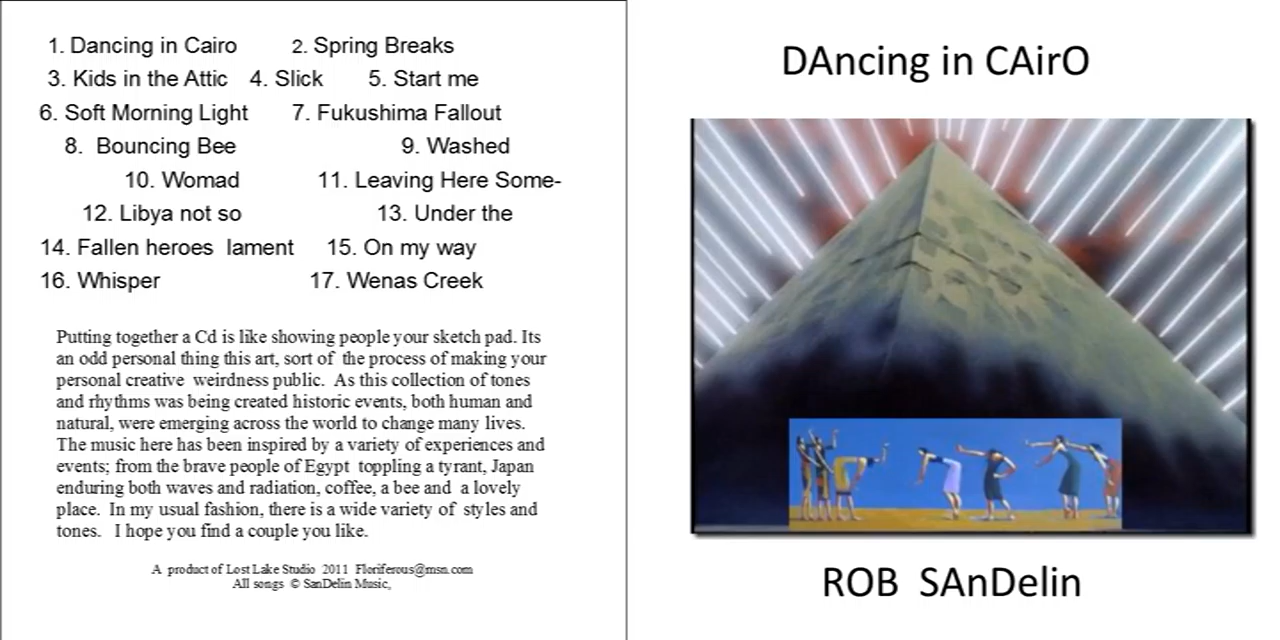 1. Dancing in Cairo 2. Spring Breaks
3. Kids in the Attic 4. Slick 5. Start me
6. Soft Morning Light 7. Fukushima Fallout
8. Bouncing Bee 9. Washed
10. Womad 11. Leaving Here Some-
12. Libya not so 13. Under the
14. Fallen heroes lament 15. On my way
16. Whisper 17. Wenas Creek
Putting together a Cd is like showing people your sketch pad. Its
an odd personal thing this art, sort of the process of making your
personal creative weirdness public. As this collection of tones
and rhythms was being created historic events, both human and
natural, were emerging across the world to change many lives.
The music here has been inspired by a variety of experiences and
events; from the brave people of Egypt toppling a tyrant, Japan
enduring both waves and radiation, coffee, a bee and a lovely
place. In my usual fashion, there is a wide variety of styles and
tones. I hope you find a couple you like.
A product of Lost Lake Studio 2011 Floriferous@msn.com
All songs © SanDelin Music,
DAncing in CAirO
ROB SAnDelin